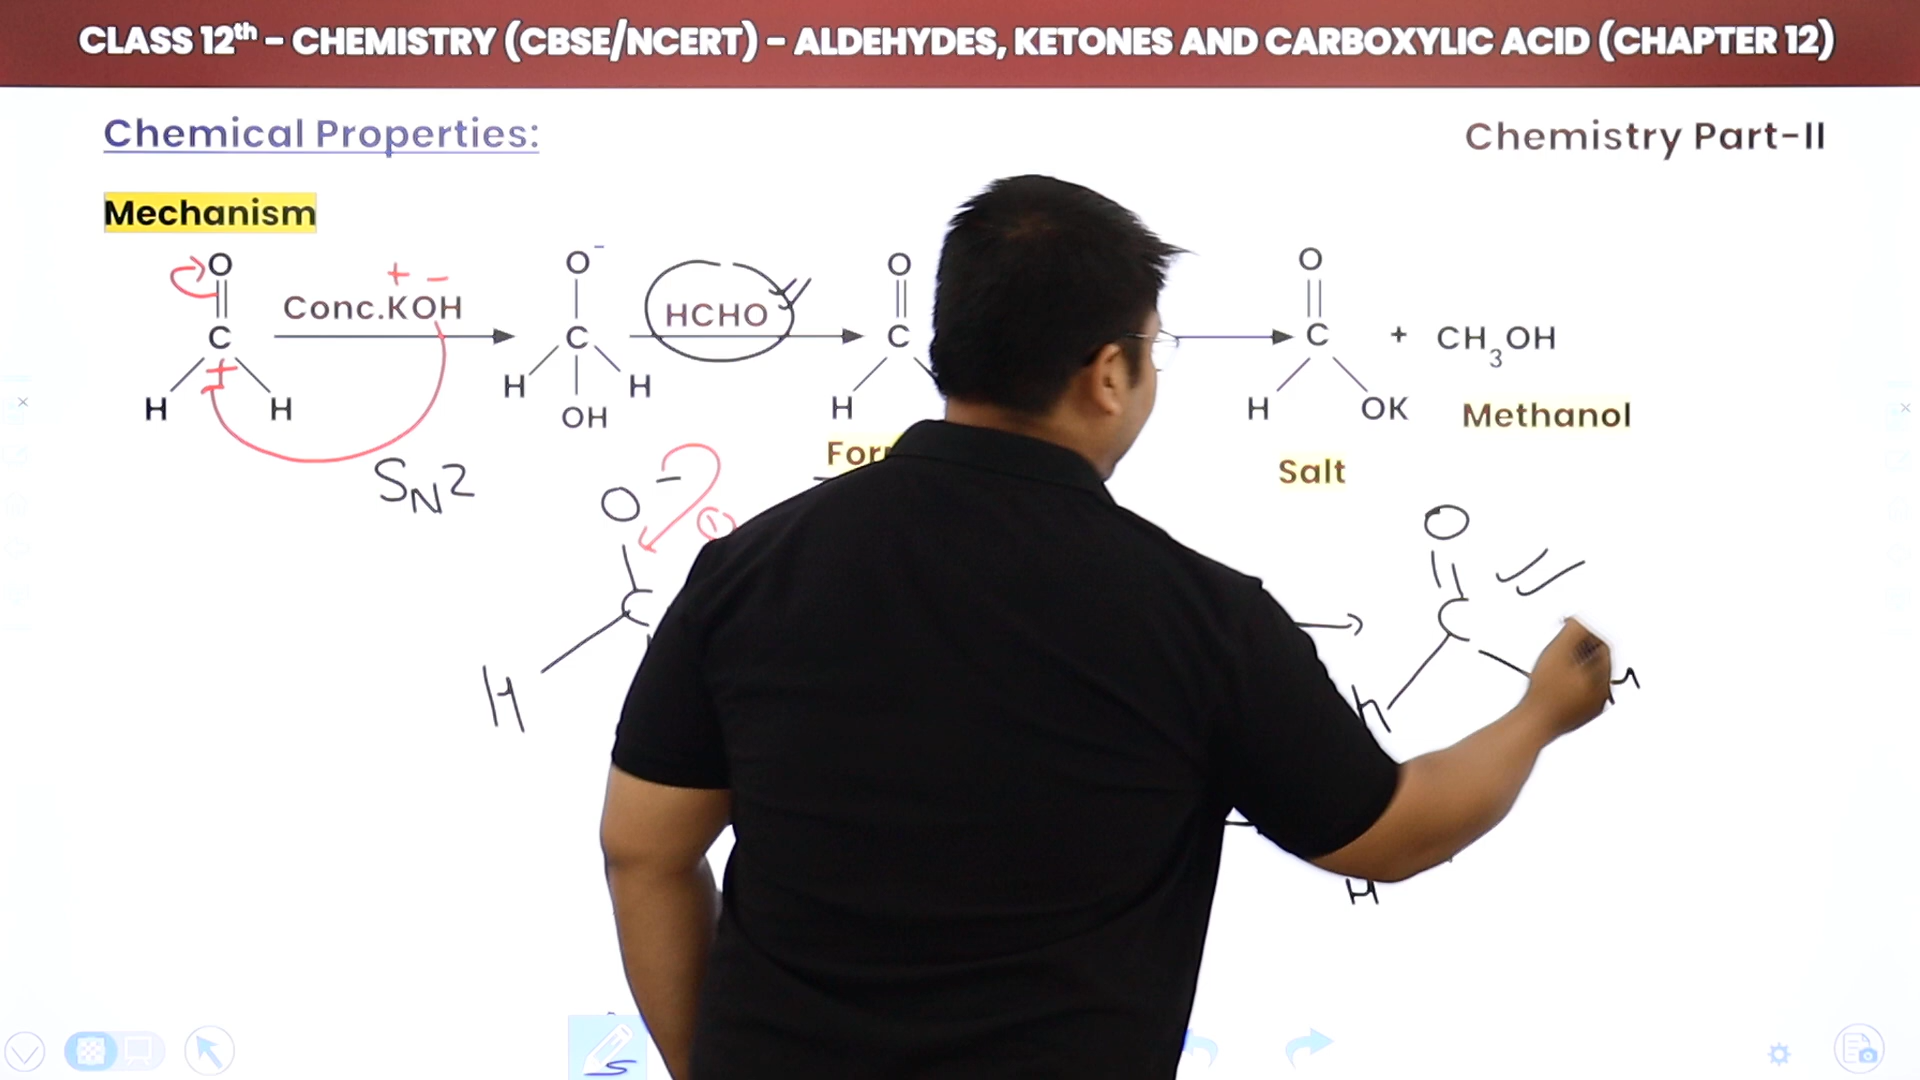 CLASS 12th – CHEMISTRY (CBSE/NCERT) – ALDEHYDES, KETONES AND CARBOXYLIC ACID (CHAPTER 12)
Chemical Properties:
Chemistry Part-II
Mechanism
O
C
H H
+ −
Conc.KOH
O−
C
H H
OH
HCHO
O
C
H
O
C
H OK
Salt
+ CH3OH
Methanol
SN2
O −
①
C
H
O
C
H H
H